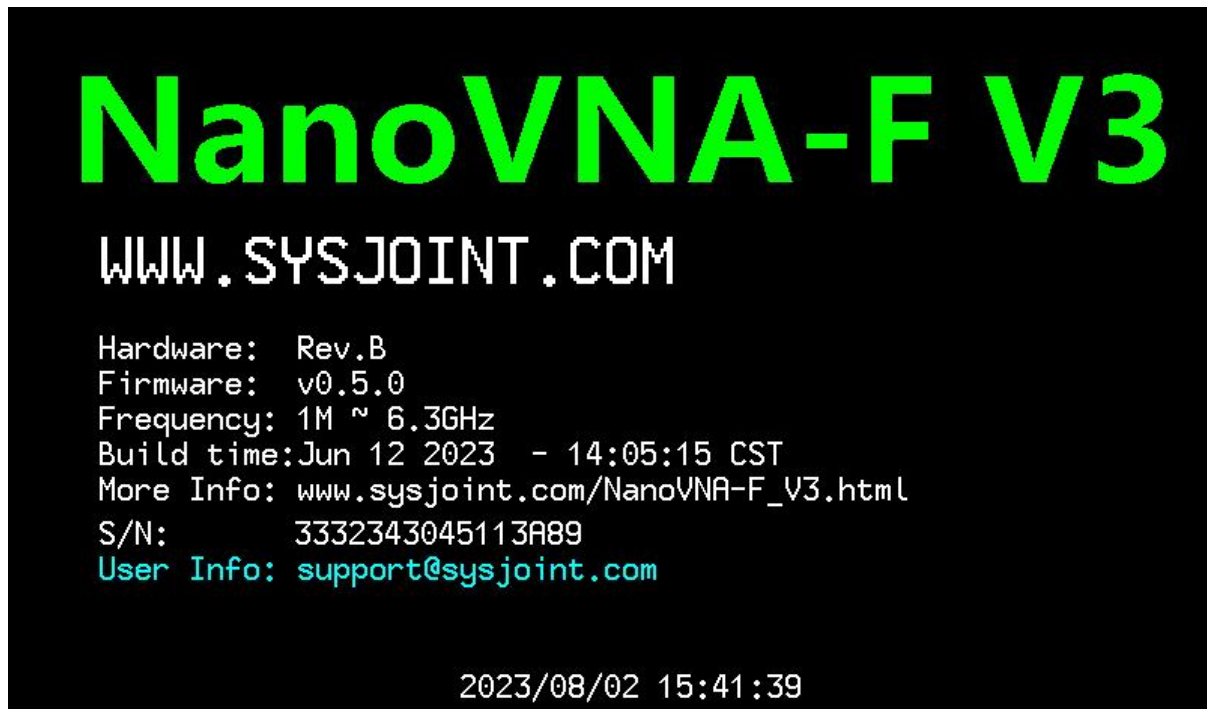 NanoVNA-F V3
WWW.SYSJOINT.COM
Hardware: Rev.B
Firmware: v0.5.0
Frequency: 1M ~ 6.3GHz
Build time:Jun 12 2023 - 14:05:15 CST
More Info: www.sysjoint.com/NanoVNA-F_V3.html
S/N: 3332343045113A89
User Info: support@sysjoint.com
2023/08/02 15:41:39